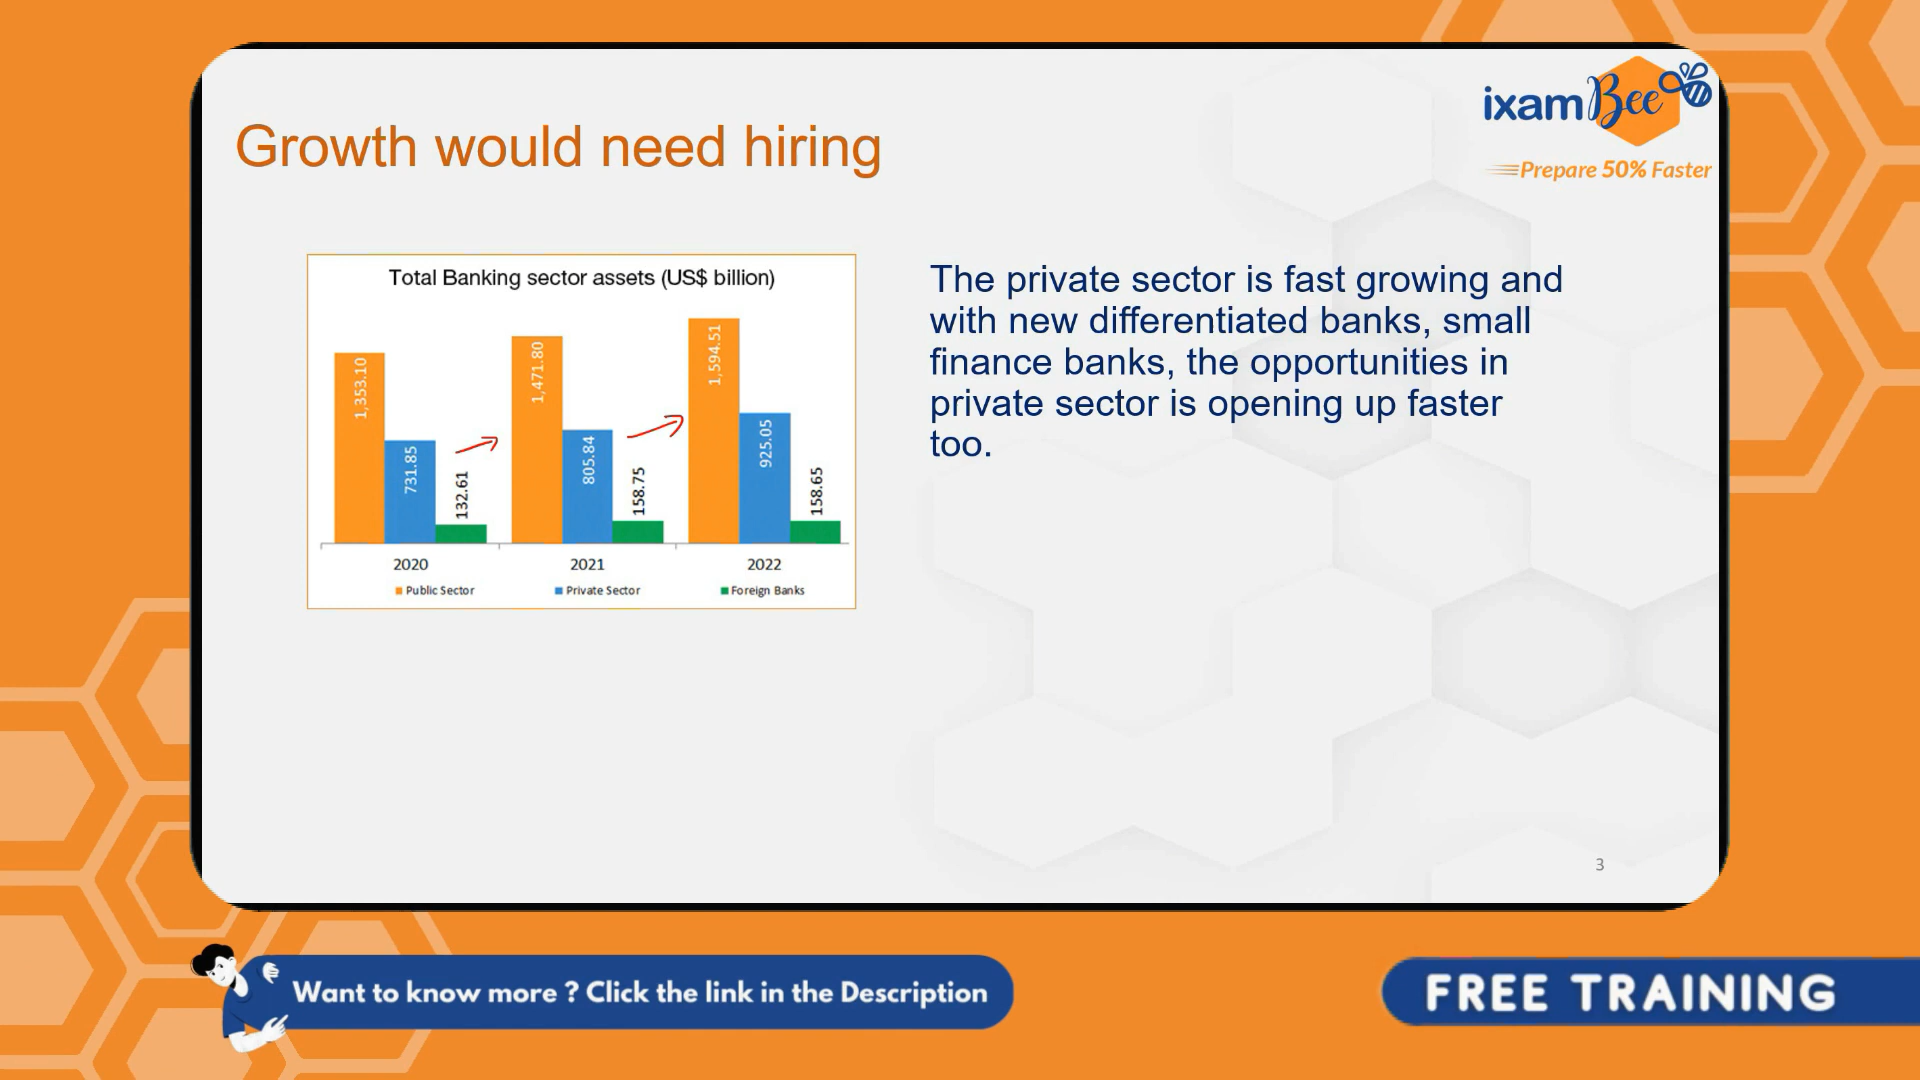 ixamBee
Prepare 50% Faster
Growth would need hiring
Total Banking sector assets (US$ billion)
1,353.10
731.85
132.61
1,471.80
805.84
158.75
1,594.51
925.05
158.65
2020 2021 2022
Public Sector Private Sector Foreign Banks
The private sector is fast growing and
with new differentiated banks, small
finance banks, the opportunities in
private sector is opening up faster
too.
3
Want to know more ? Click the link in the Description
FREE TRAINING